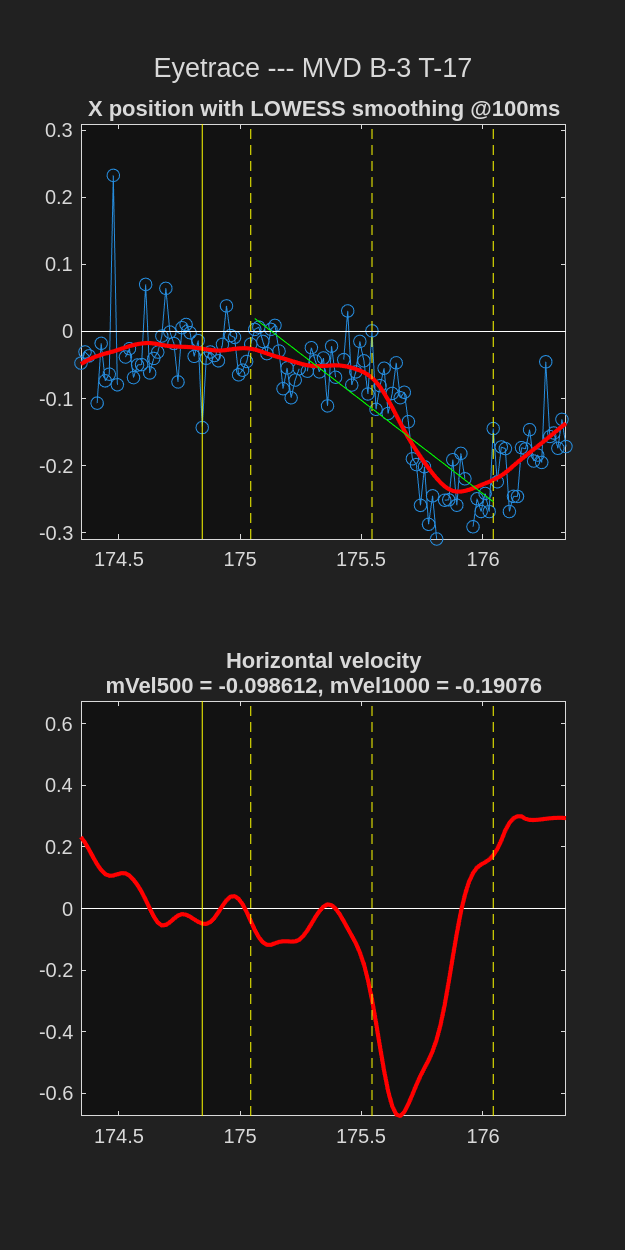 Eyetrace --- MVD B-3 T-17
X position with LOWESS smoothing @100ms
0.3
0.2
0.1
0
-0.1
-0.2
-0.3
174.5 175 175.5 176
Horizontal velocity
mVel500 = -0.098612, mVel1000 = -0.19076
0.6
0.4
0.2
0
-0.2
-0.4
-0.6
174.5 175 175.5 176